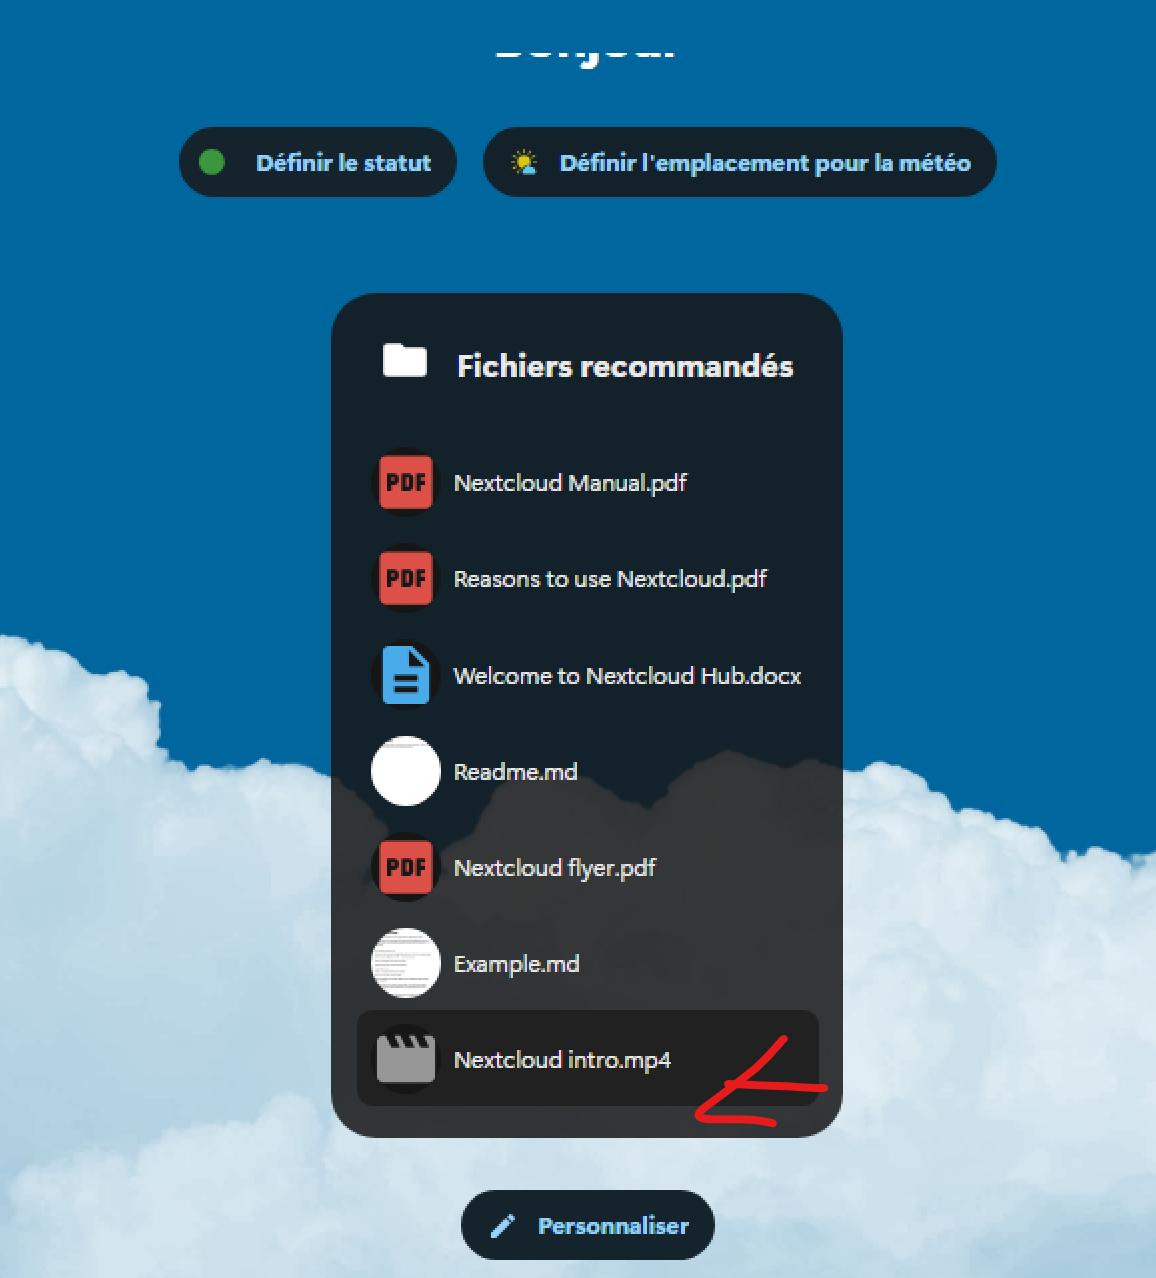 Bonjour
Définir le statut
Définir l'emplacement pour la météo
Fichiers recommandés
PDF
Nextcloud Manual.pdf
PDF
Reasons to use Nextcloud.pdf
Welcome to Nextcloud Hub.docx
Readme.md
PDF
Nextcloud flyer.pdf
Example.md
Nextcloud intro.mp4
Personnaliser